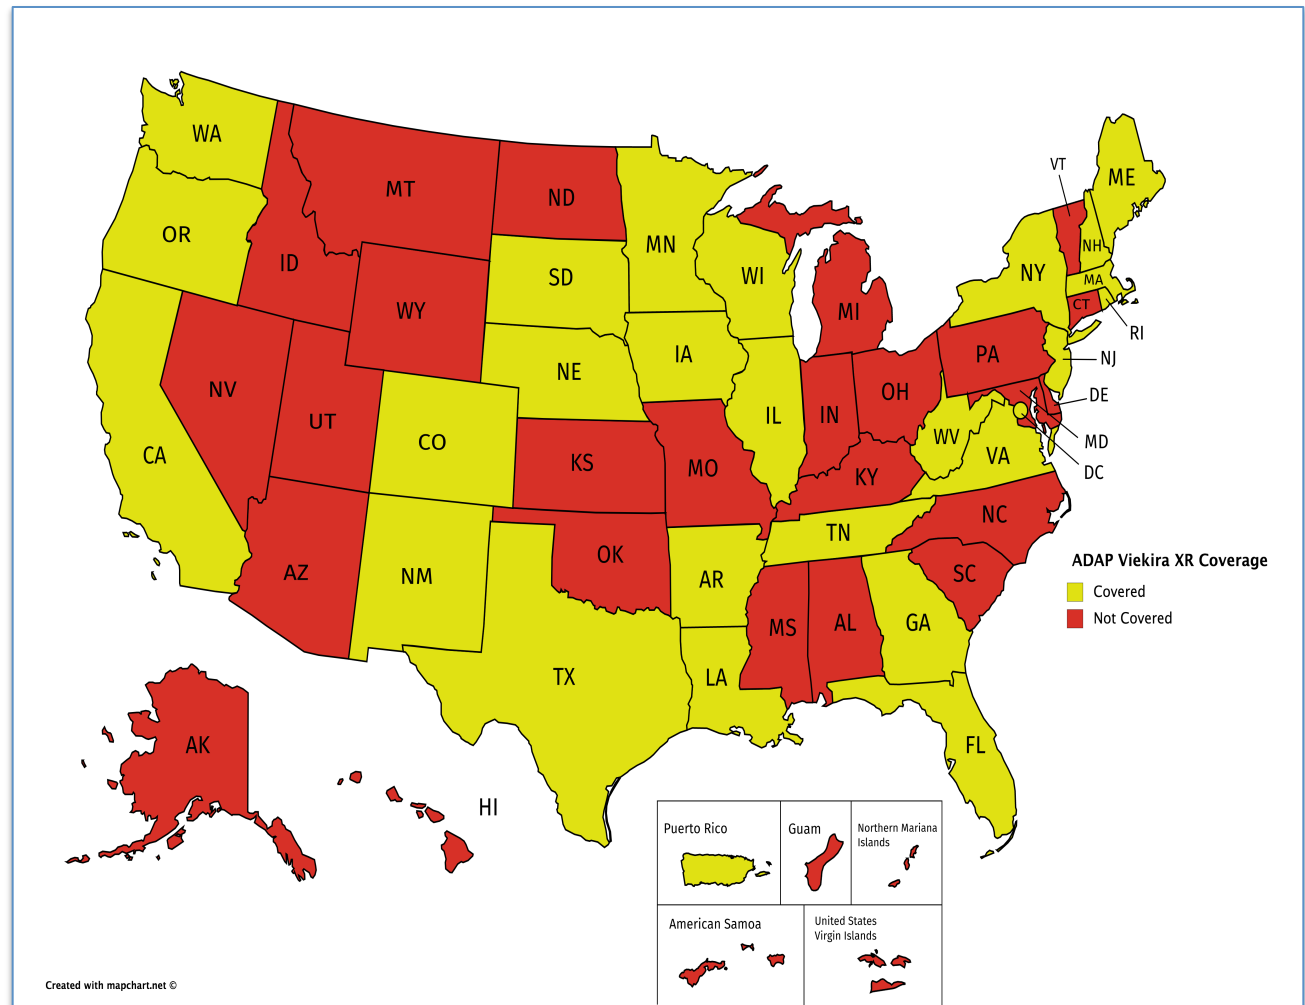 WA
MT
ND
VT
ME
OR
ID
MN
NH
SD
WI
NY
MA
WY
MI
CT
RI
IA
PA
NJ
NE
NV
OH
DE
UT
IL
IN
CO
WV
MD
CA
VA
KS
MO
DC
KY
NC
TN
OK
ADAP Viekira XR Coverage
AZ
NM
SC
AR
Covered
Not Covered
MS
AL
GA
TX
LA
AK
FL
HI
Puerto Rico
Guam
Northern Mariana
Islands
American Samoa
United States
Virgin Islands
Created with mapchart.net ©